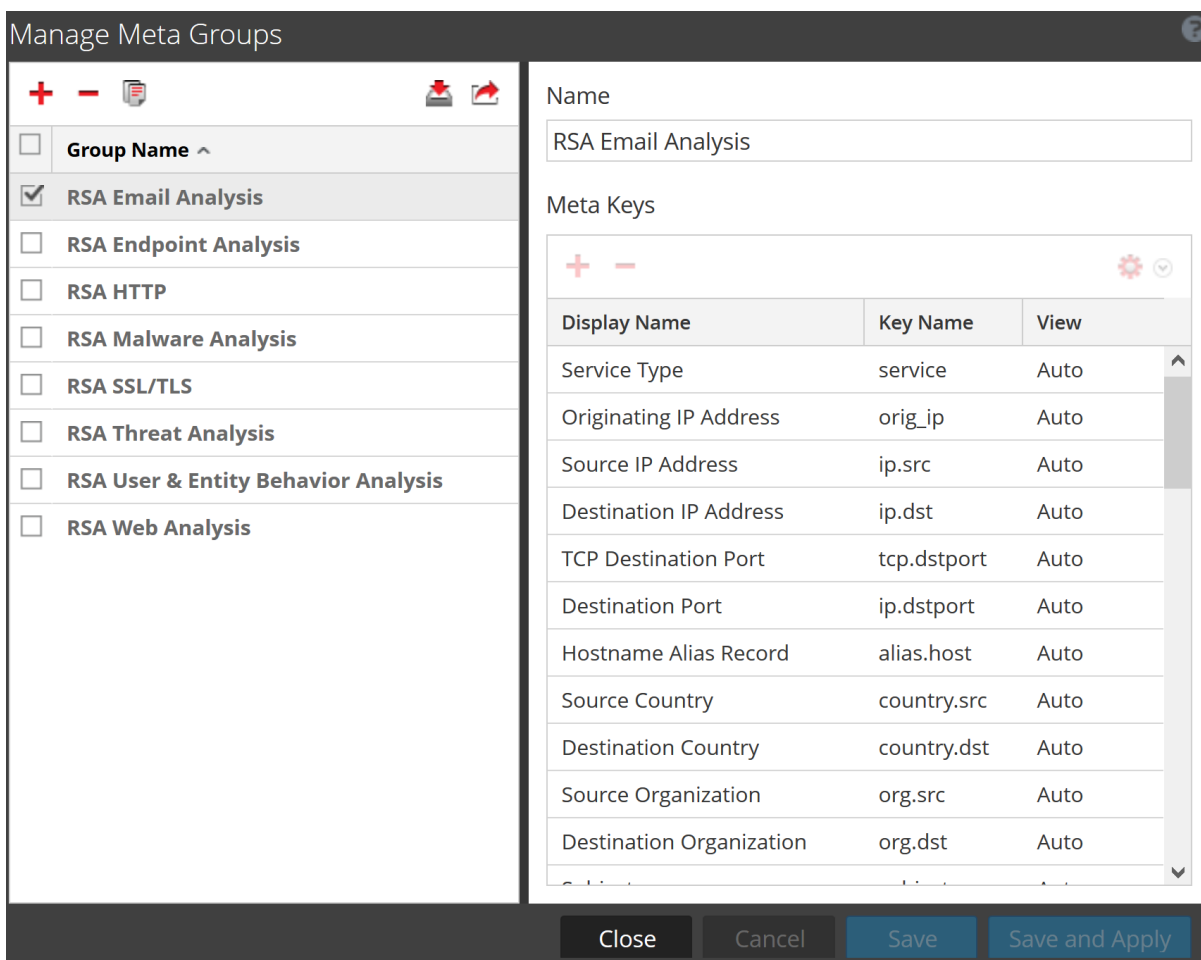 Manage Meta Groups
Group Name
RSA Email Analysis
RSA Endpoint Analysis
RSA HTTP
RSA Malware Analysis
RSA SSL/TLS
RSA Threat Analysis
RSA User & Entity Behavior Analysis
RSA Web Analysis
Name
RSA Email Analysis
Meta Keys
Display Name Key Name View
Service Type service Auto
Originating IP Address orig_ip Auto
Source IP Address ip.src Auto
Destination IP Address ip.dst Auto
TCP Destination Port tcp.dstport Auto
Destination Port ip.dstport Auto
Hostname Alias Record alias.host Auto
Source Country country.src Auto
Destination Country country.dst Auto
Source Organization org.src Auto
Destination Organization org.dst Auto
Close Cancel Save Save and Apply